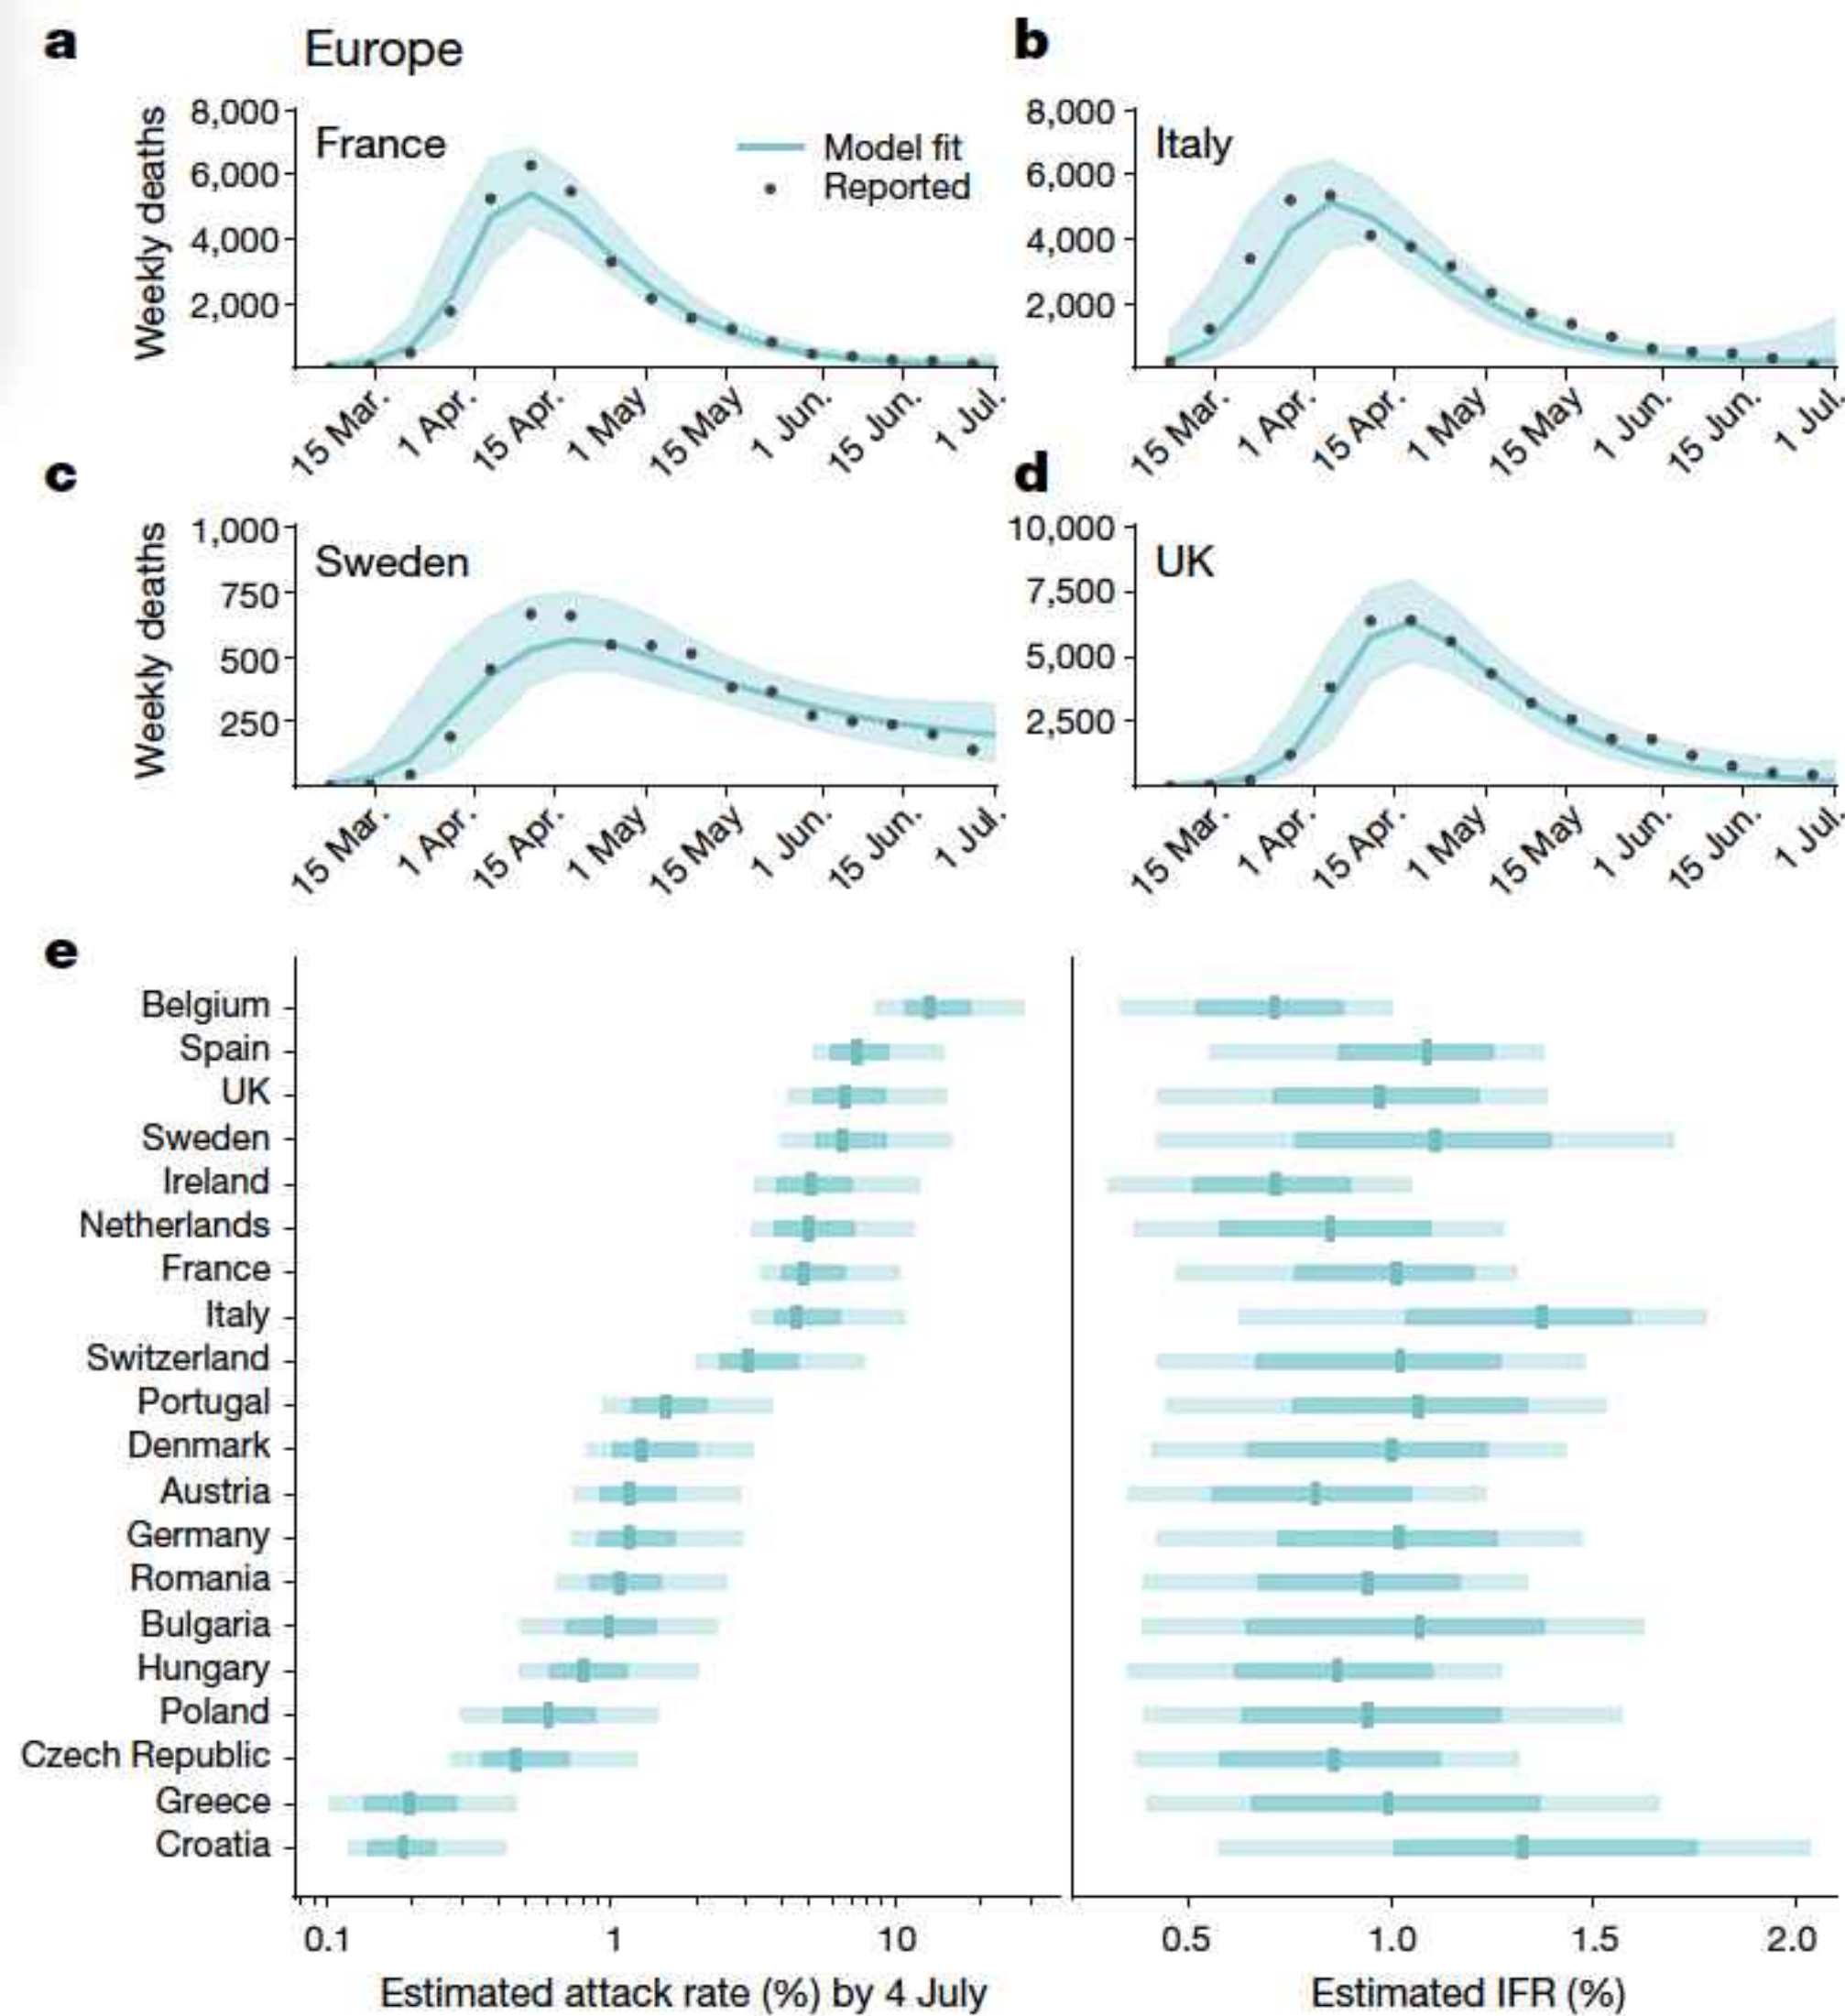 a
Europe
b
Weekly deaths
8,000
6,000
4,000
2,000
France
Model fit
Reported
15 Mar.
1 Apr.
15 Apr.
1 May
15 May
1 Jun.
15 Jun.
1 Jul.
8,000
6,000
4,000
2,000
Italy
15 Mar.
1 Apr.
15 Apr.
1 May
15 May
1 Jun.
15 Jun.
1 Jul.
c
d
Weekly deaths
1,000
750
500
250
Sweden
15 Mar.
1 Apr.
15 Apr.
1 May
15 May
1 Jun.
15 Jun.
1 Jul.
10,000
7,500
5,000
2,500
UK
15 Mar.
1 Apr.
15 Apr.
1 May
15 May
1 Jun.
15 Jun.
1 Jul.
e
Belgium
Spain
UK
Sweden
Ireland
Netherlands
France
Italy
Switzerland
Portugal
Denmark
Austria
Germany
Romania
Bulgaria
Hungary
Poland
Czech Republic
Greece
Croatia
0.1
1
10
Estimated attack rate (%) by 4 July
0.5
1.0
1.5
2.0
Estimated IFR (%)